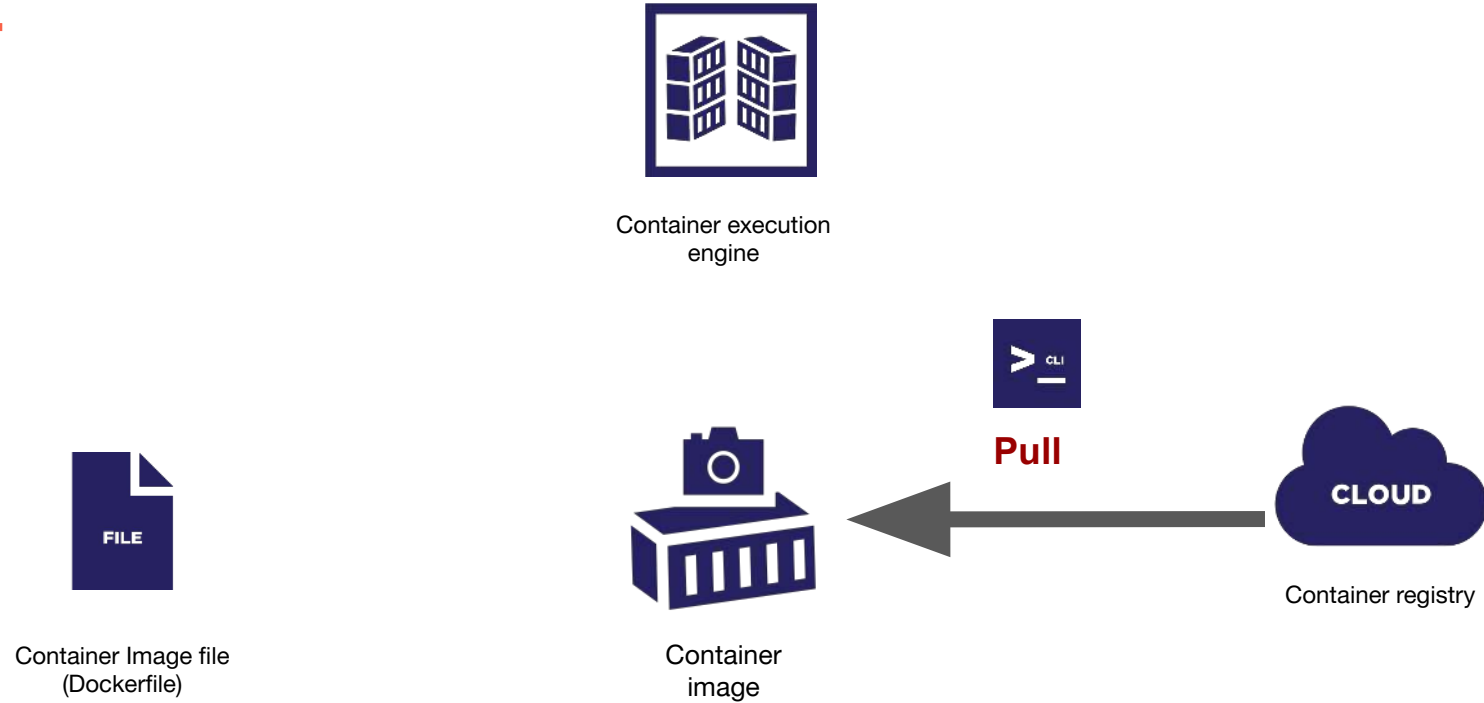 Container execution
engine
>_ CLI
Pull
CLOUD
FILE
Container registry
Container Image file
(Dockerfile)
Container
image